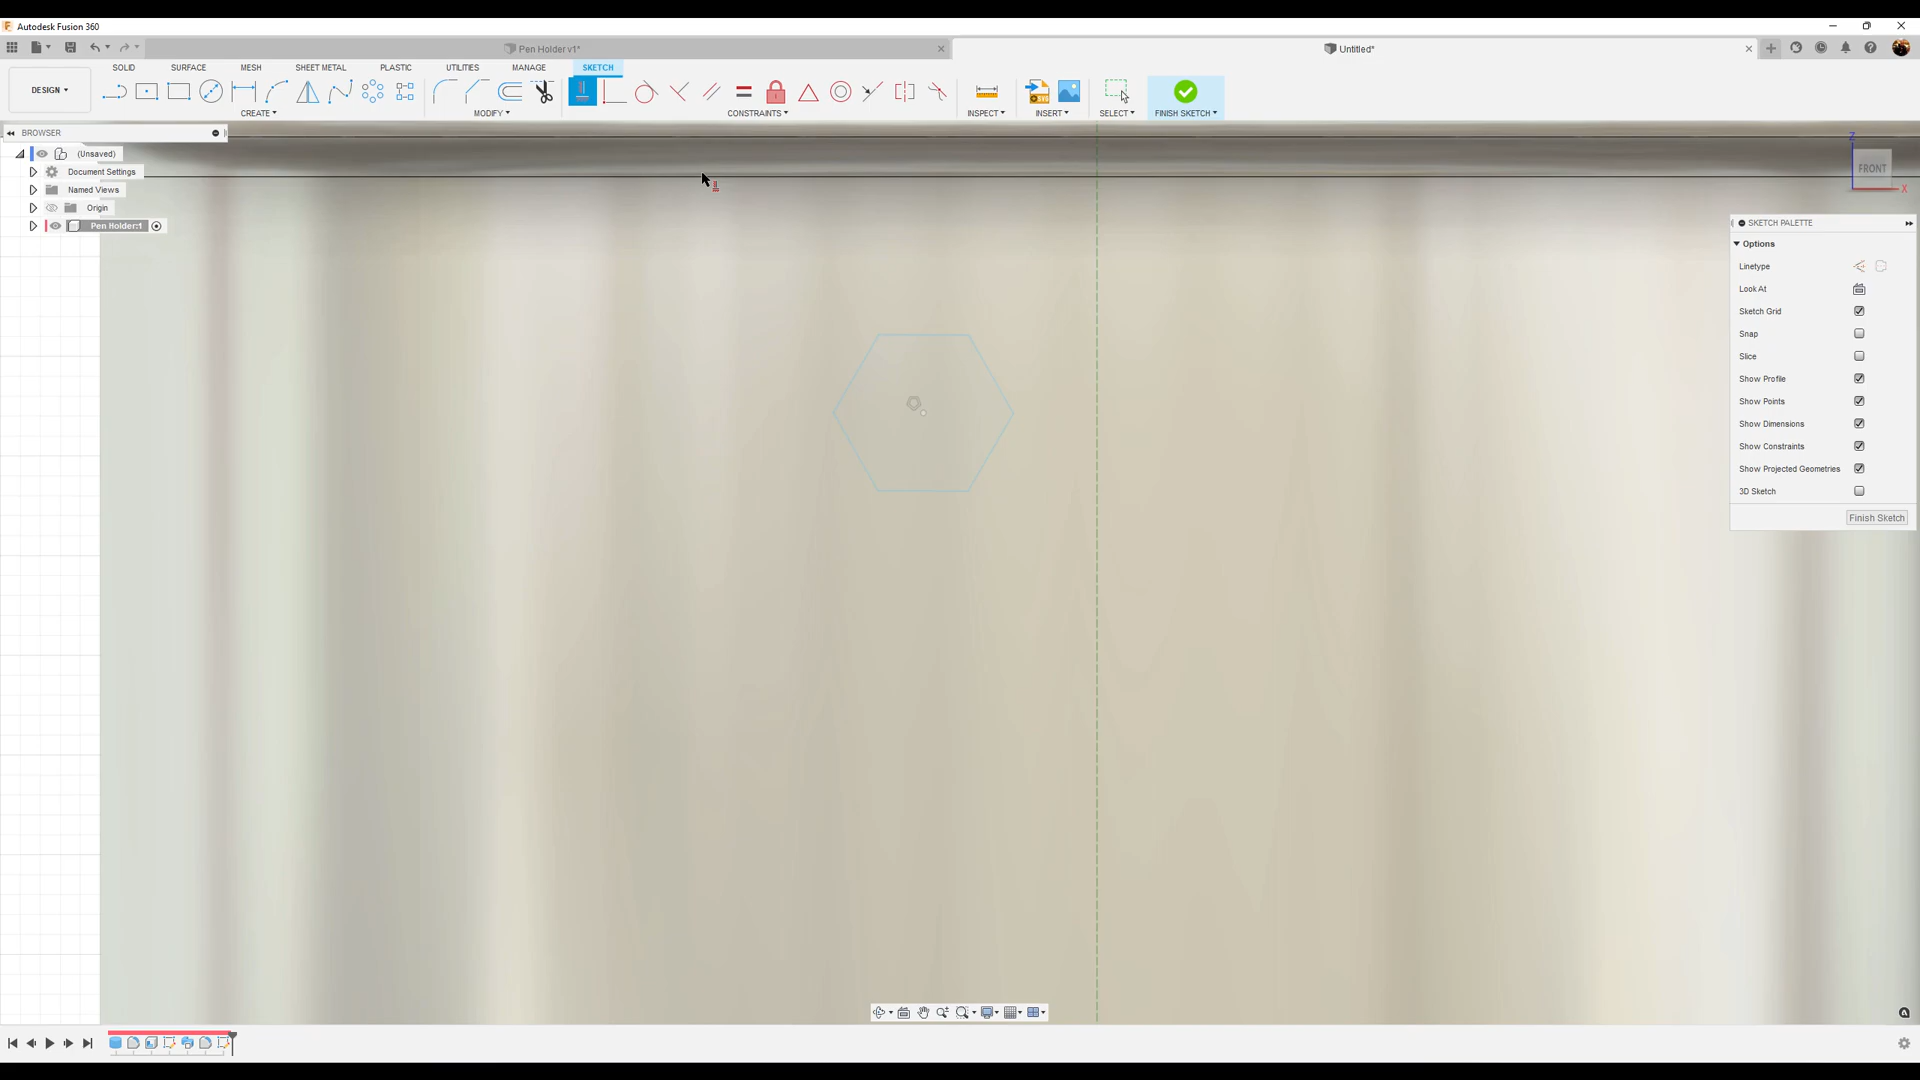 Autodesk Fusion 360
Pen Holder v1*
Untitled*
DESIGN
SOLID
SURFACE
MESH
SHEET METAL
PLASTIC
UTILITIES
MANAGE
SKETCH
CREATE
MODIFY
CONSTRAINTS
INSPECT
INSERT
SELECT
FINISH SKETCH
BROWSER
(Unsaved)
Document Settings
Named Views
Origin
Pen Holder:1
Z
FRONT
X
SKETCH PALETTE
Options
Linetype
Look At
Sketch Grid
Snap
Slice
Show Profile
Show Points
Show Dimensions
Show Constraints
Show Projected Geometries
3D Sketch
Finish Sketch